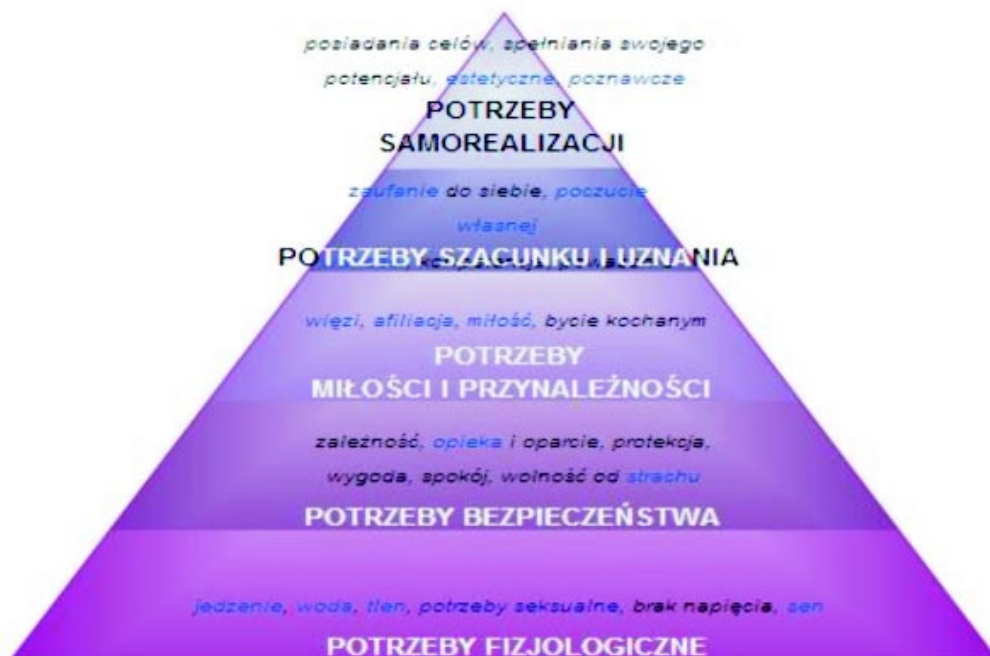 posiadania celów, spełniania swojego
potencjału, estetyczne, poznawcze
POTRZEBY
SAMOREALIZACJI
zaufanie do siebie, poczucie
własnej
POTRZEBY SZACUNKU I UZNANIA
więzi, afiliacja, miłość, bycie kochanym
POTRZEBY
MIŁOŚCI I PRZYNALEŻNOŚCI
zależność, opieka i oparcie, protekcja,
wygoda, spokój, wolność od strachu
POTRZEBY BEZPIECZEŃSTWA
jedzenie, woda, tlen, potrzeby seksualne, brak napięcia, sen
POTRZEBY FIZJOLOGICZNE